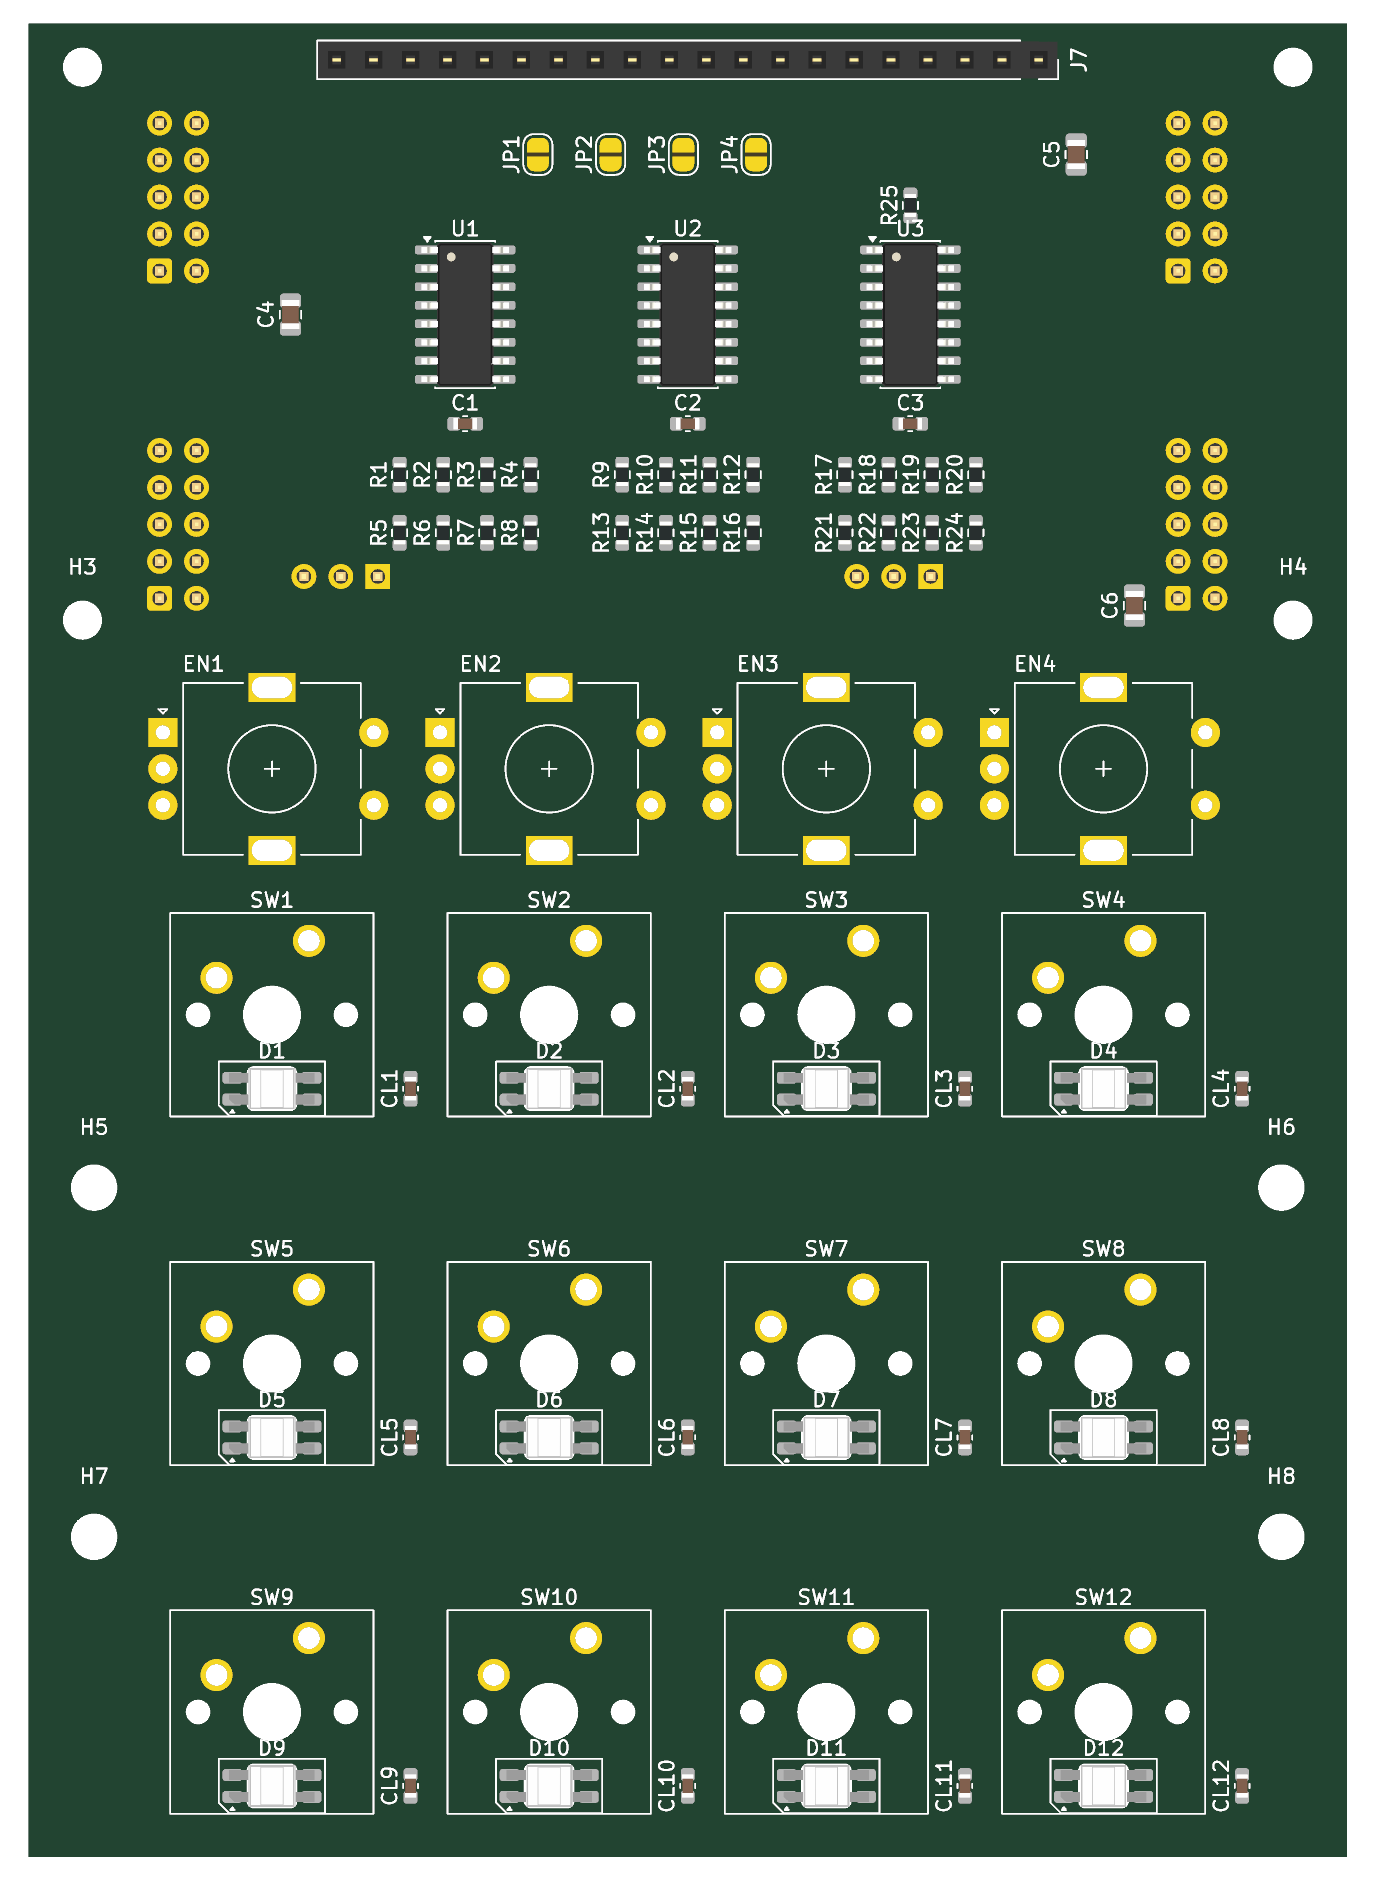 J7
JP1 JP2 JP3 JP4 C5
R25
U1 U2 U3
C4
C1 C2 C3
R1 R2 R3 R4 R9 R10 R11 R12 R17 R18 R19 R20
R5 R6 R7 R8 R13 R14 R15 R16 R21 R22 R23 R24
H3 H4
C6
EN1 EN2 EN3 EN4
SW1 SW2 SW3 SW4
D1 D2 D3 D4
CL1 CL2 CL3 CL4
H5 H6
SW5 SW6 SW7 SW8
D5 D6 D7 D8
CL5 CL6 CL7 CL8
H7 H8
SW9 SW10 SW11 SW12
D9 D10 D11 D12
CL9 CL10 CL11 CL12